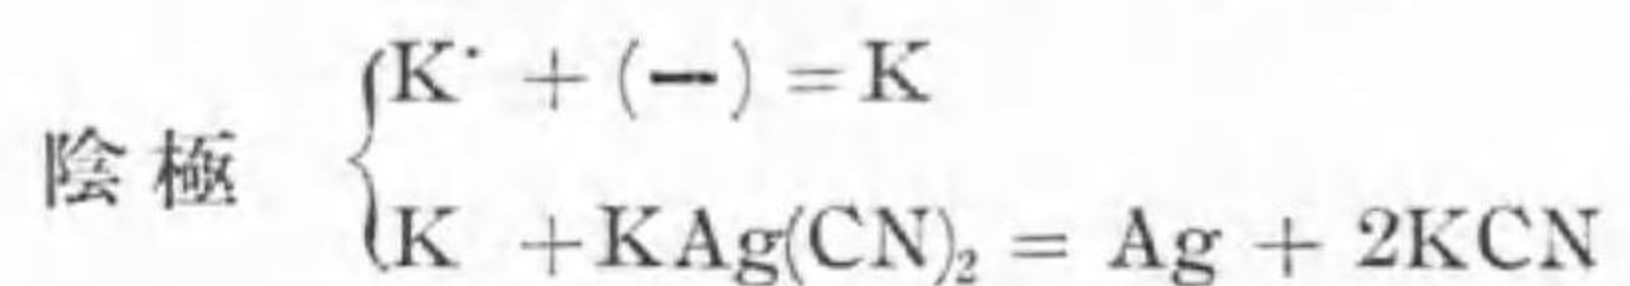 K˙ + (−) = K
陰極
K + KAg(CN)₂ = Ag + 2KCN